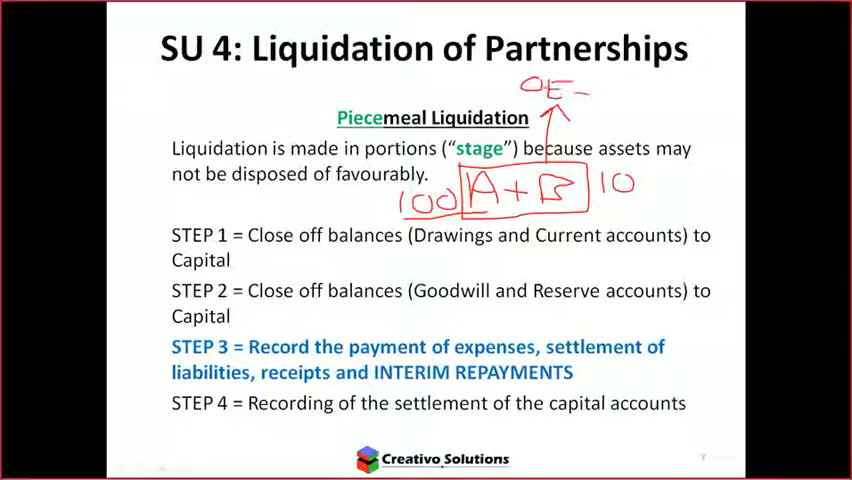 SU 4: Liquidation of Partnerships
OE =
Piecemeal Liquidation
Liquidation is made in portions (“stage”) because assets may
not be disposed of favourably.
100 A + B 10
STEP 1 = Close off balances (Drawings and Current accounts) to
Capital
STEP 2 = Close off balances (Goodwill and Reserve accounts) to
Capital
STEP 3 = Record the payment of expenses, settlement of
liabilities, receipts and INTERIM REPAYMENTS
STEP 4 = Recording of the settlement of the capital accounts
Creativo Solutions
7